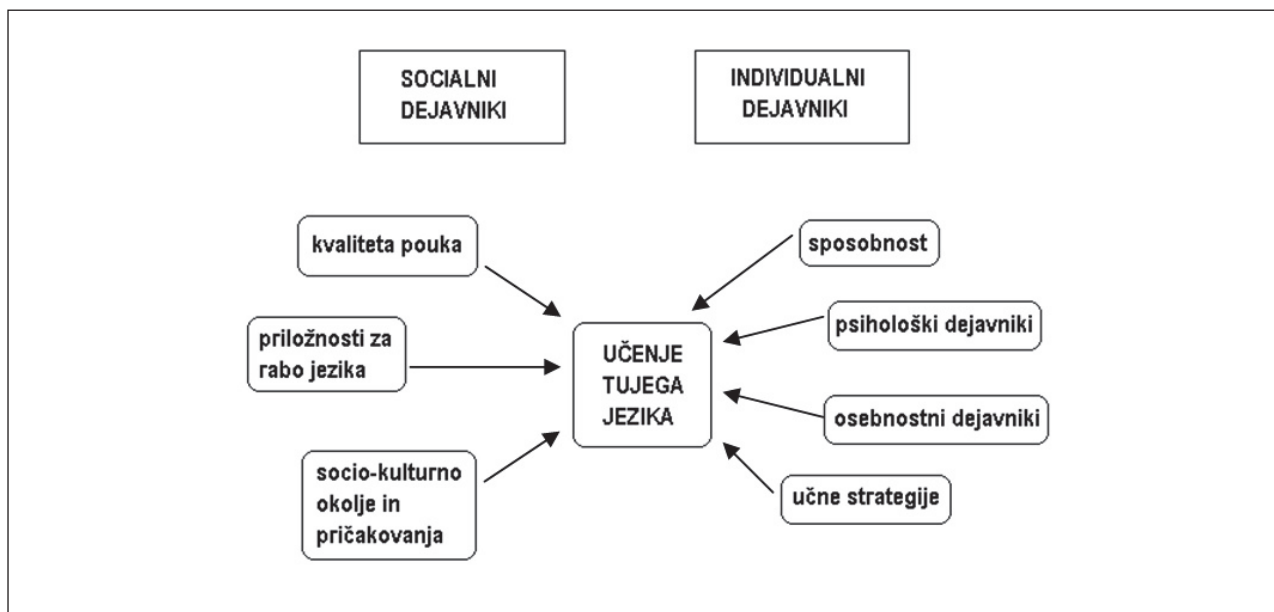 SOCIALNI
DEJAVNIKI
INDIVIDUALNI
DEJAVNIKI
kvaliteta pouka
priložnosti za
rabo jezika
socio-kulturno
okolje in
pričakovanja
UČENJE
TUJEGA
JEZIKA
sposobnost
psihološki dejavniki
osebnostni dejavniki
učne strategije